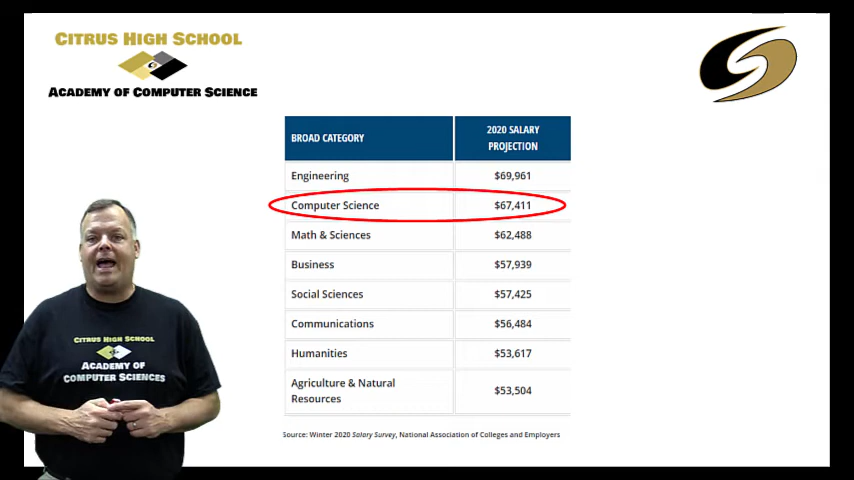 CITRUS HIGH SCHOOL
ACADEMY OF COMPUTER SCIENCE
BROAD CATEGORY
2020 SALARY
PROJECTION
Engineering $69,961
Computer Science $67,411
Math & Sciences $62,488
Business $57,939
Social Sciences $57,425
Communications $56,484
Humanities $53,617
Agriculture & Natural
Resources $53,504
Source: Winter 2020 Salary Survey, National Association of Colleges and Employers
CITRUS HIGH SCHOOL
ACADEMY OF
COMPUTER SCIENCES